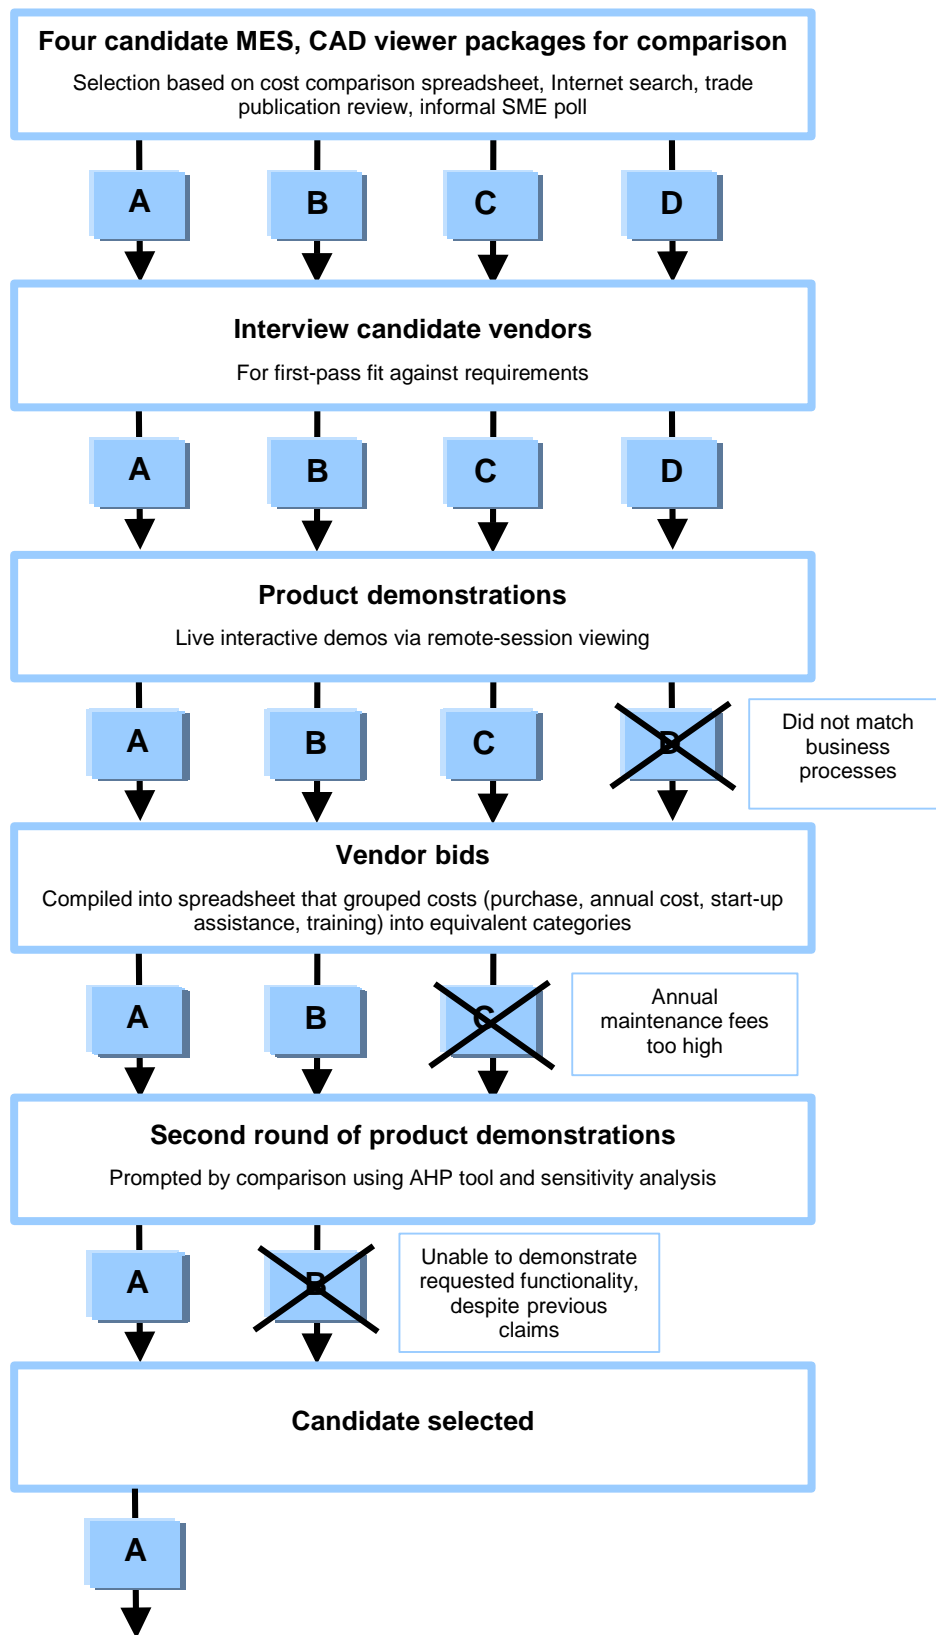 Four candidate MES, CAD viewer packages for comparison
Selection based on cost comparison spreadsheet, Internet search, trade
publication review, informal SME poll
A B C D
Interview candidate vendors
For first-pass fit against requirements
A B C D
Product demonstrations
Live interactive demos via remote-session viewing
A B C D
Did not match
business
processes
Vendor bids
Compiled into spreadsheet that grouped costs (purchase, annual cost, start-up
assistance, training) into equivalent categories
A B C
Annual
maintenance fees
too high
Second round of product demonstrations
Prompted by comparison using AHP tool and sensitivity analysis
A B
Unable to demonstrate
requested functionality,
despite previous
claims
Candidate selected
A